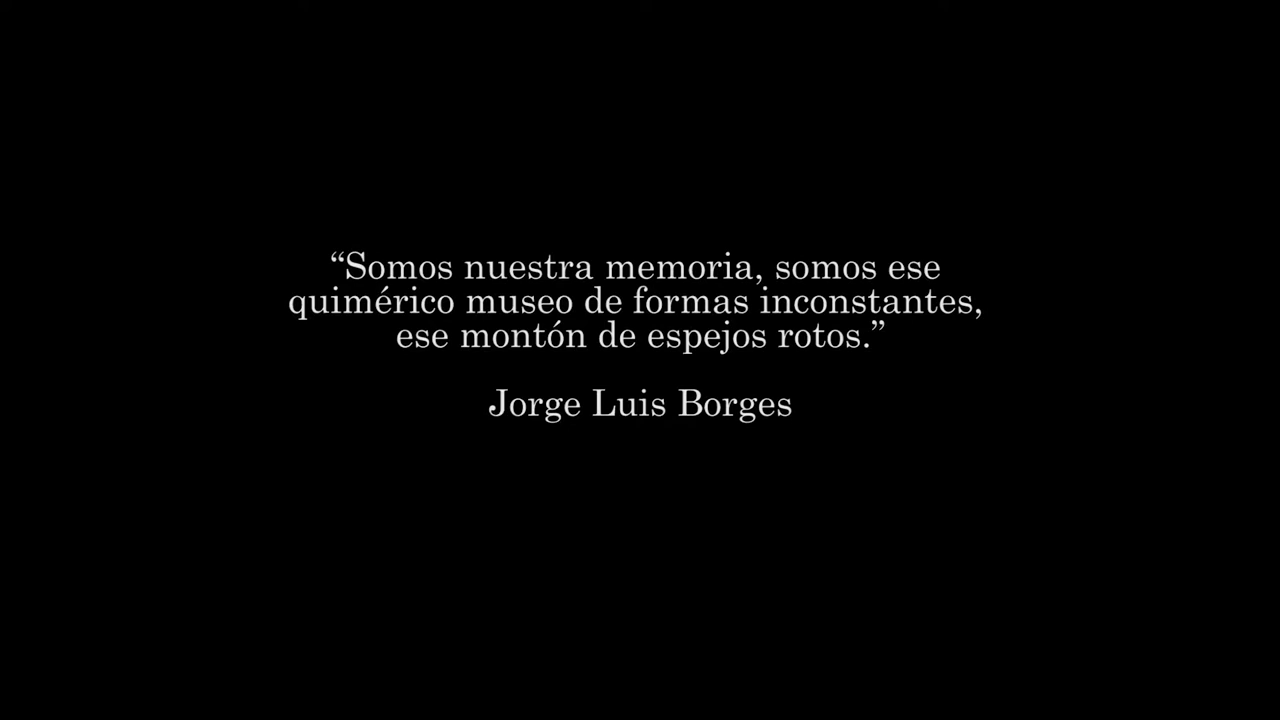 “Somos nuestra memoria, somos ese
quimérico museo de formas inconstantes,
ese montón de espejos rotos.”
Jorge Luis Borges